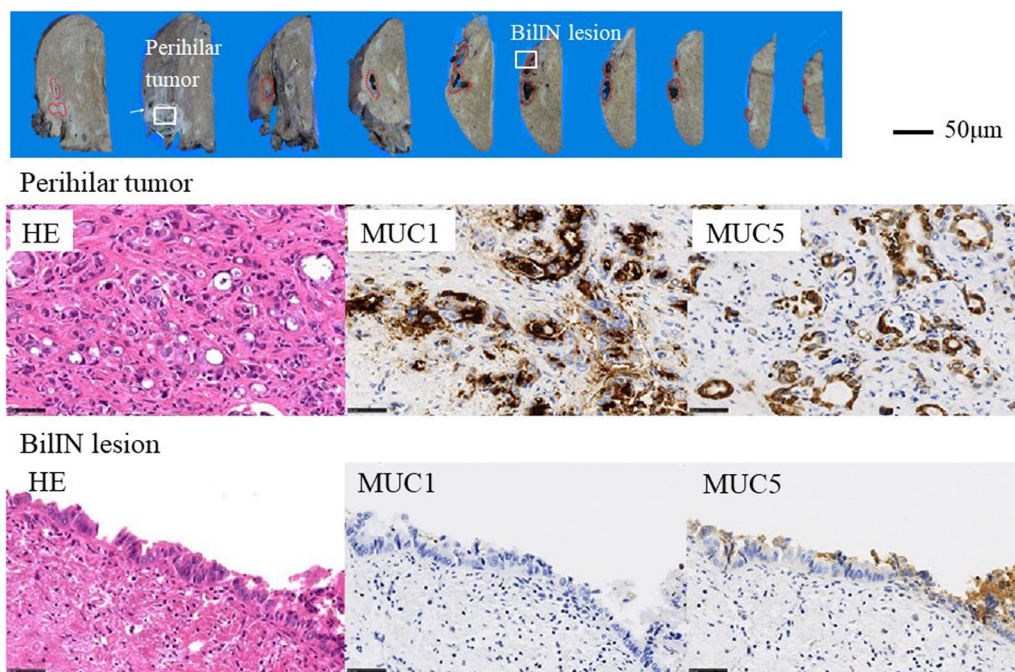 Perihilar
tumor
BilIN lesion
50μm
Perihilar tumor
HE
MUC1
MUC5
BilIN lesion
HE
MUC1
MUC5